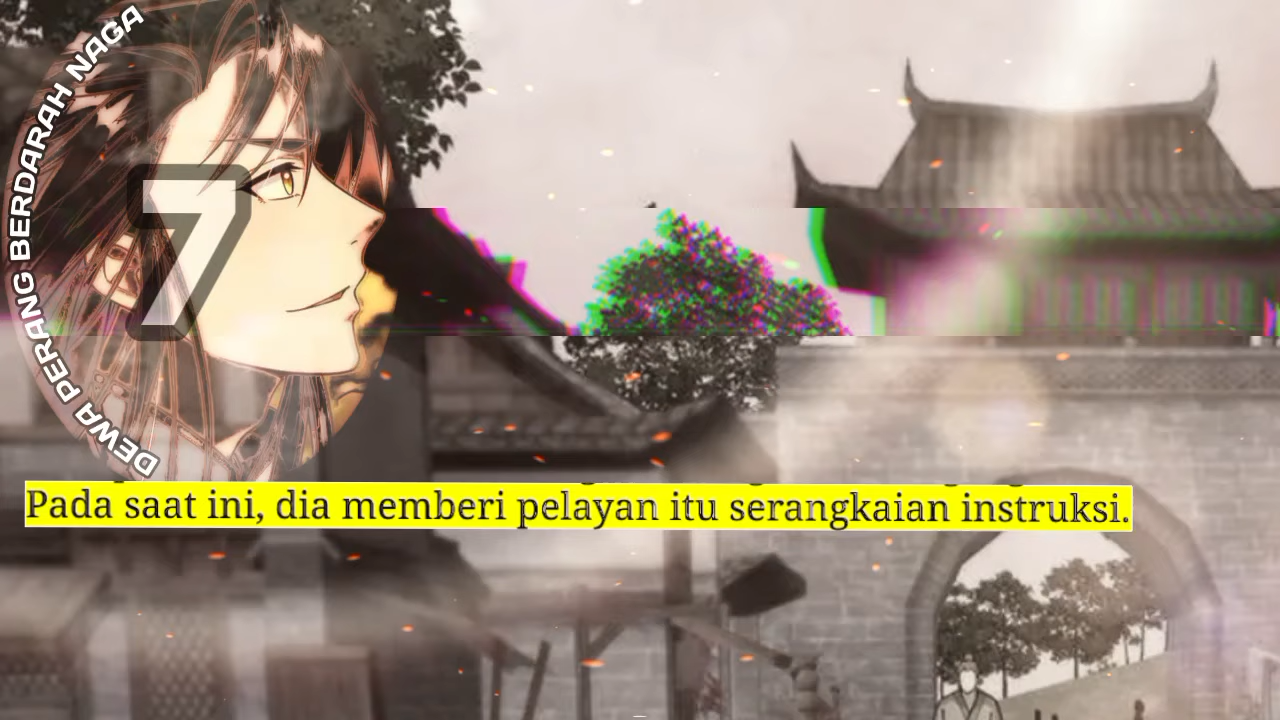 DEWA PERANG BERDARAH NAGA
7
Pada saat ini, dia memberi pelayan itu serangkaian instruksi.